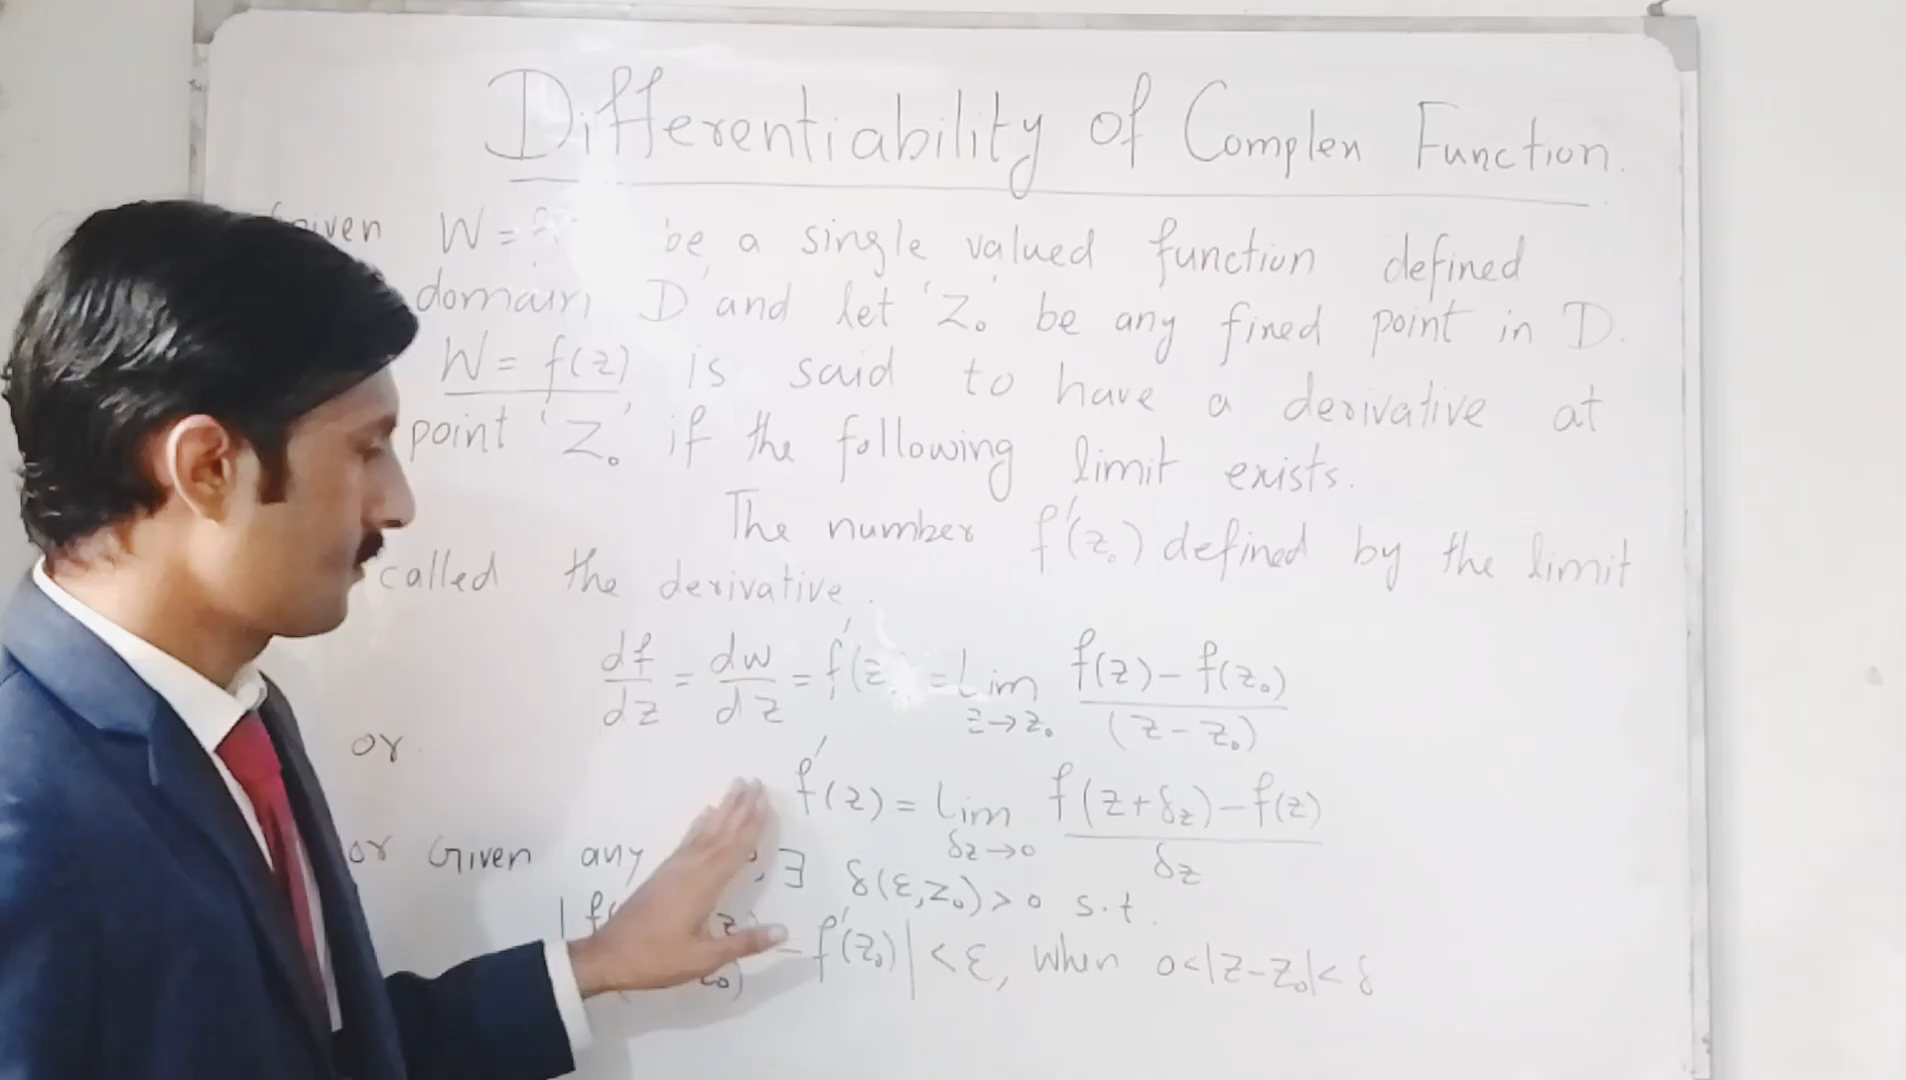 Differentiability of Complex Function.
Given W = be a single valued function defined
domain D and let 'Z₀' be any fixed point in D.
W = f(z) is said to have a derivative at
point 'Z₀' if the following limit exists.
The number f'(z₀) defined by the limit
called the derivative.
df/dz = dw/dz = f'(z = Lim z→z₀ f(z) - f(z₀) / (z - z₀)
or
f'(z) = Lim δz→0 f(z+δz) - f(z) / δz
or Given any , ∃ δ(ε,z₀)>0 s.t.
|f( - f'(z₀)| < ε, when 0<|z-z₀|< δ